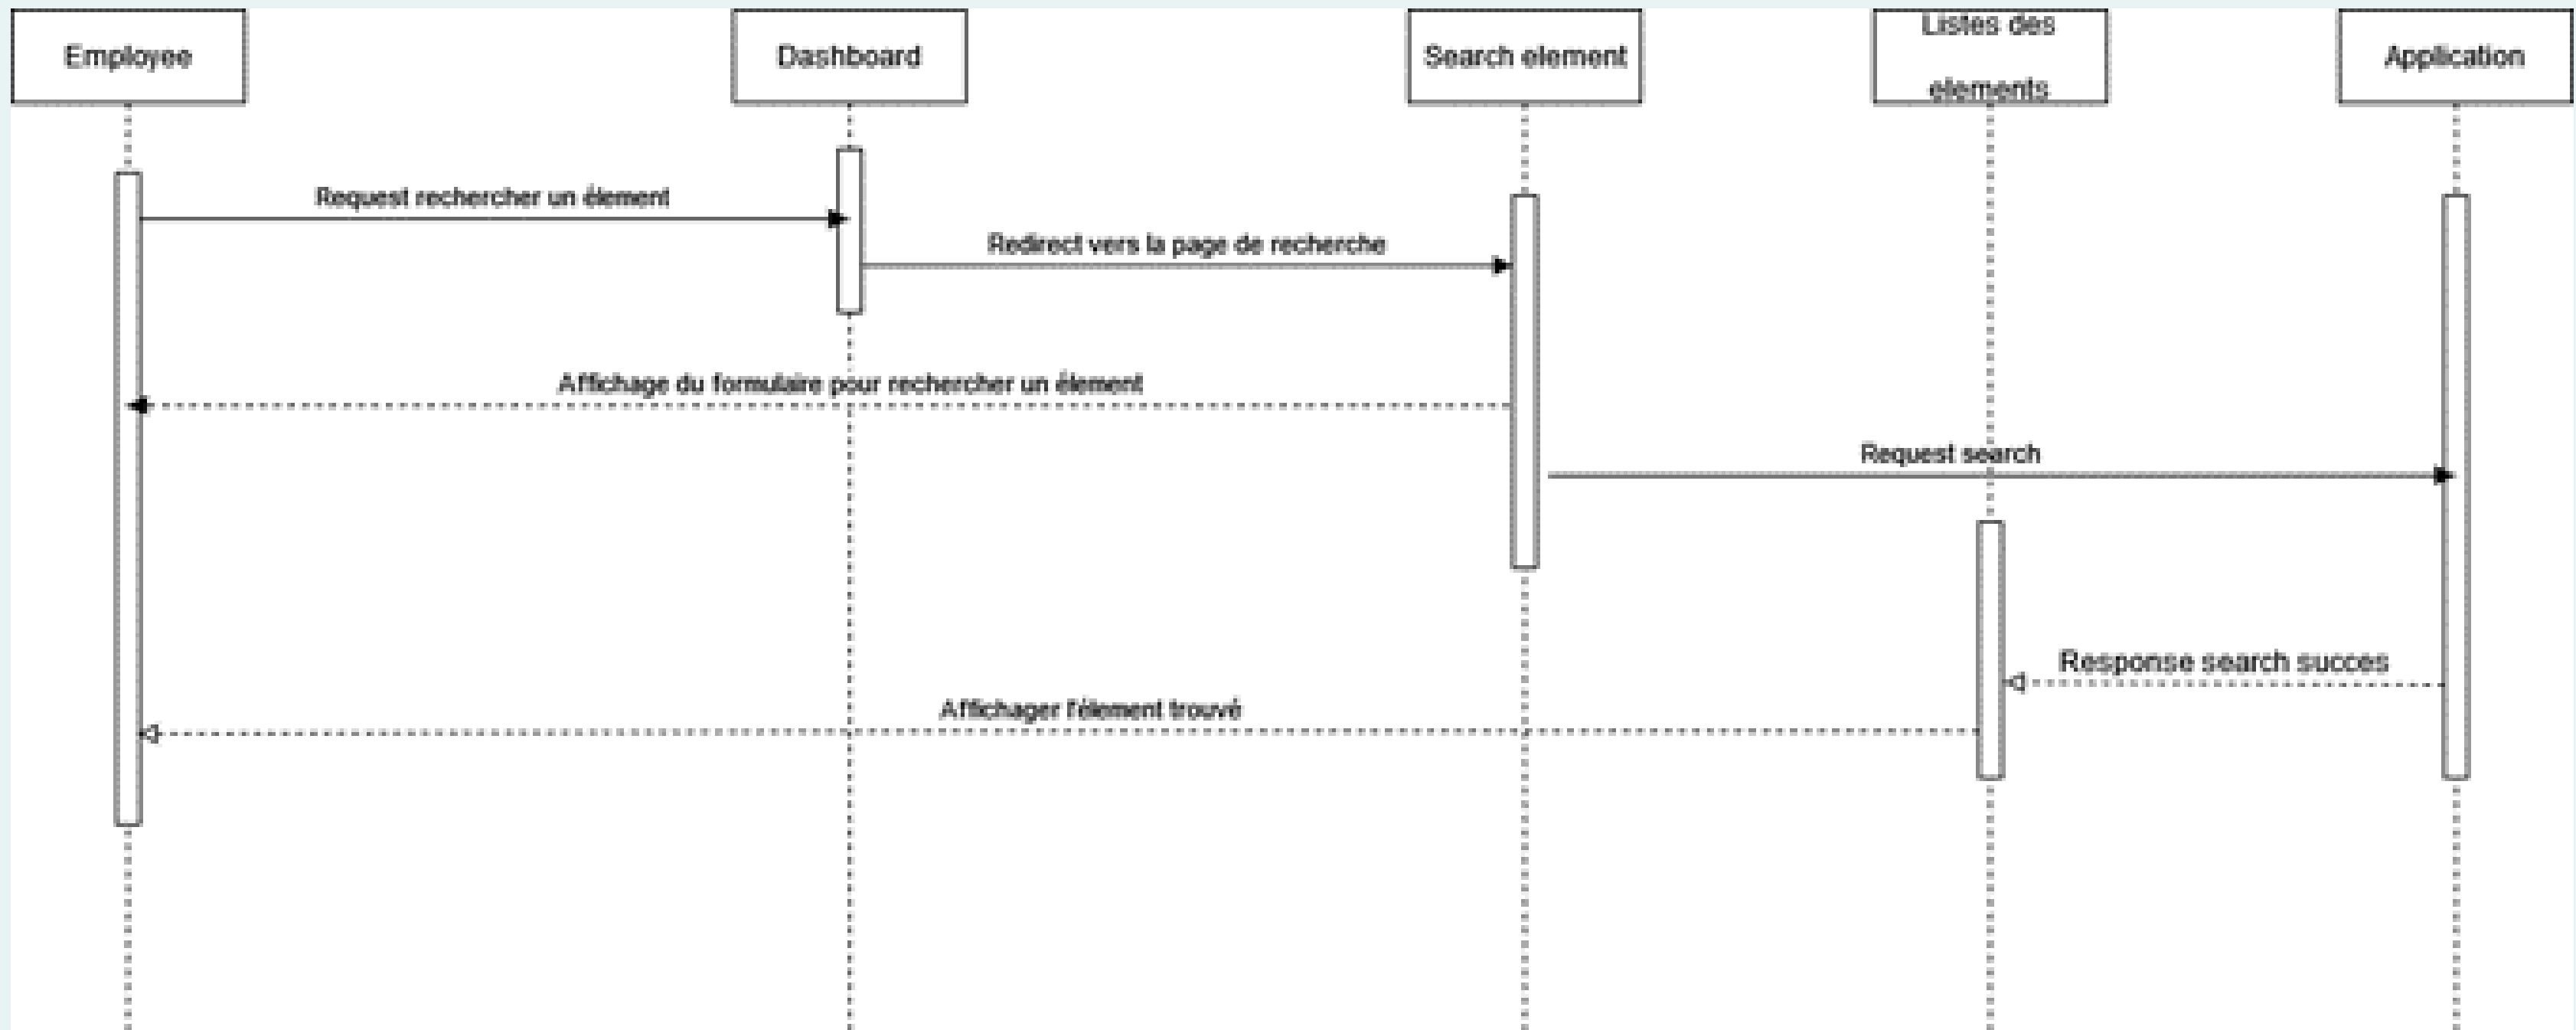 Employee
Dashboard
Search element
Listes des
elements
Application
Request rechercher un élement
Redirect vers la page de recherche
Affichage du formulaire pour rechercher un élement
Request search
Response search succes
Affichager l'élement trouvé